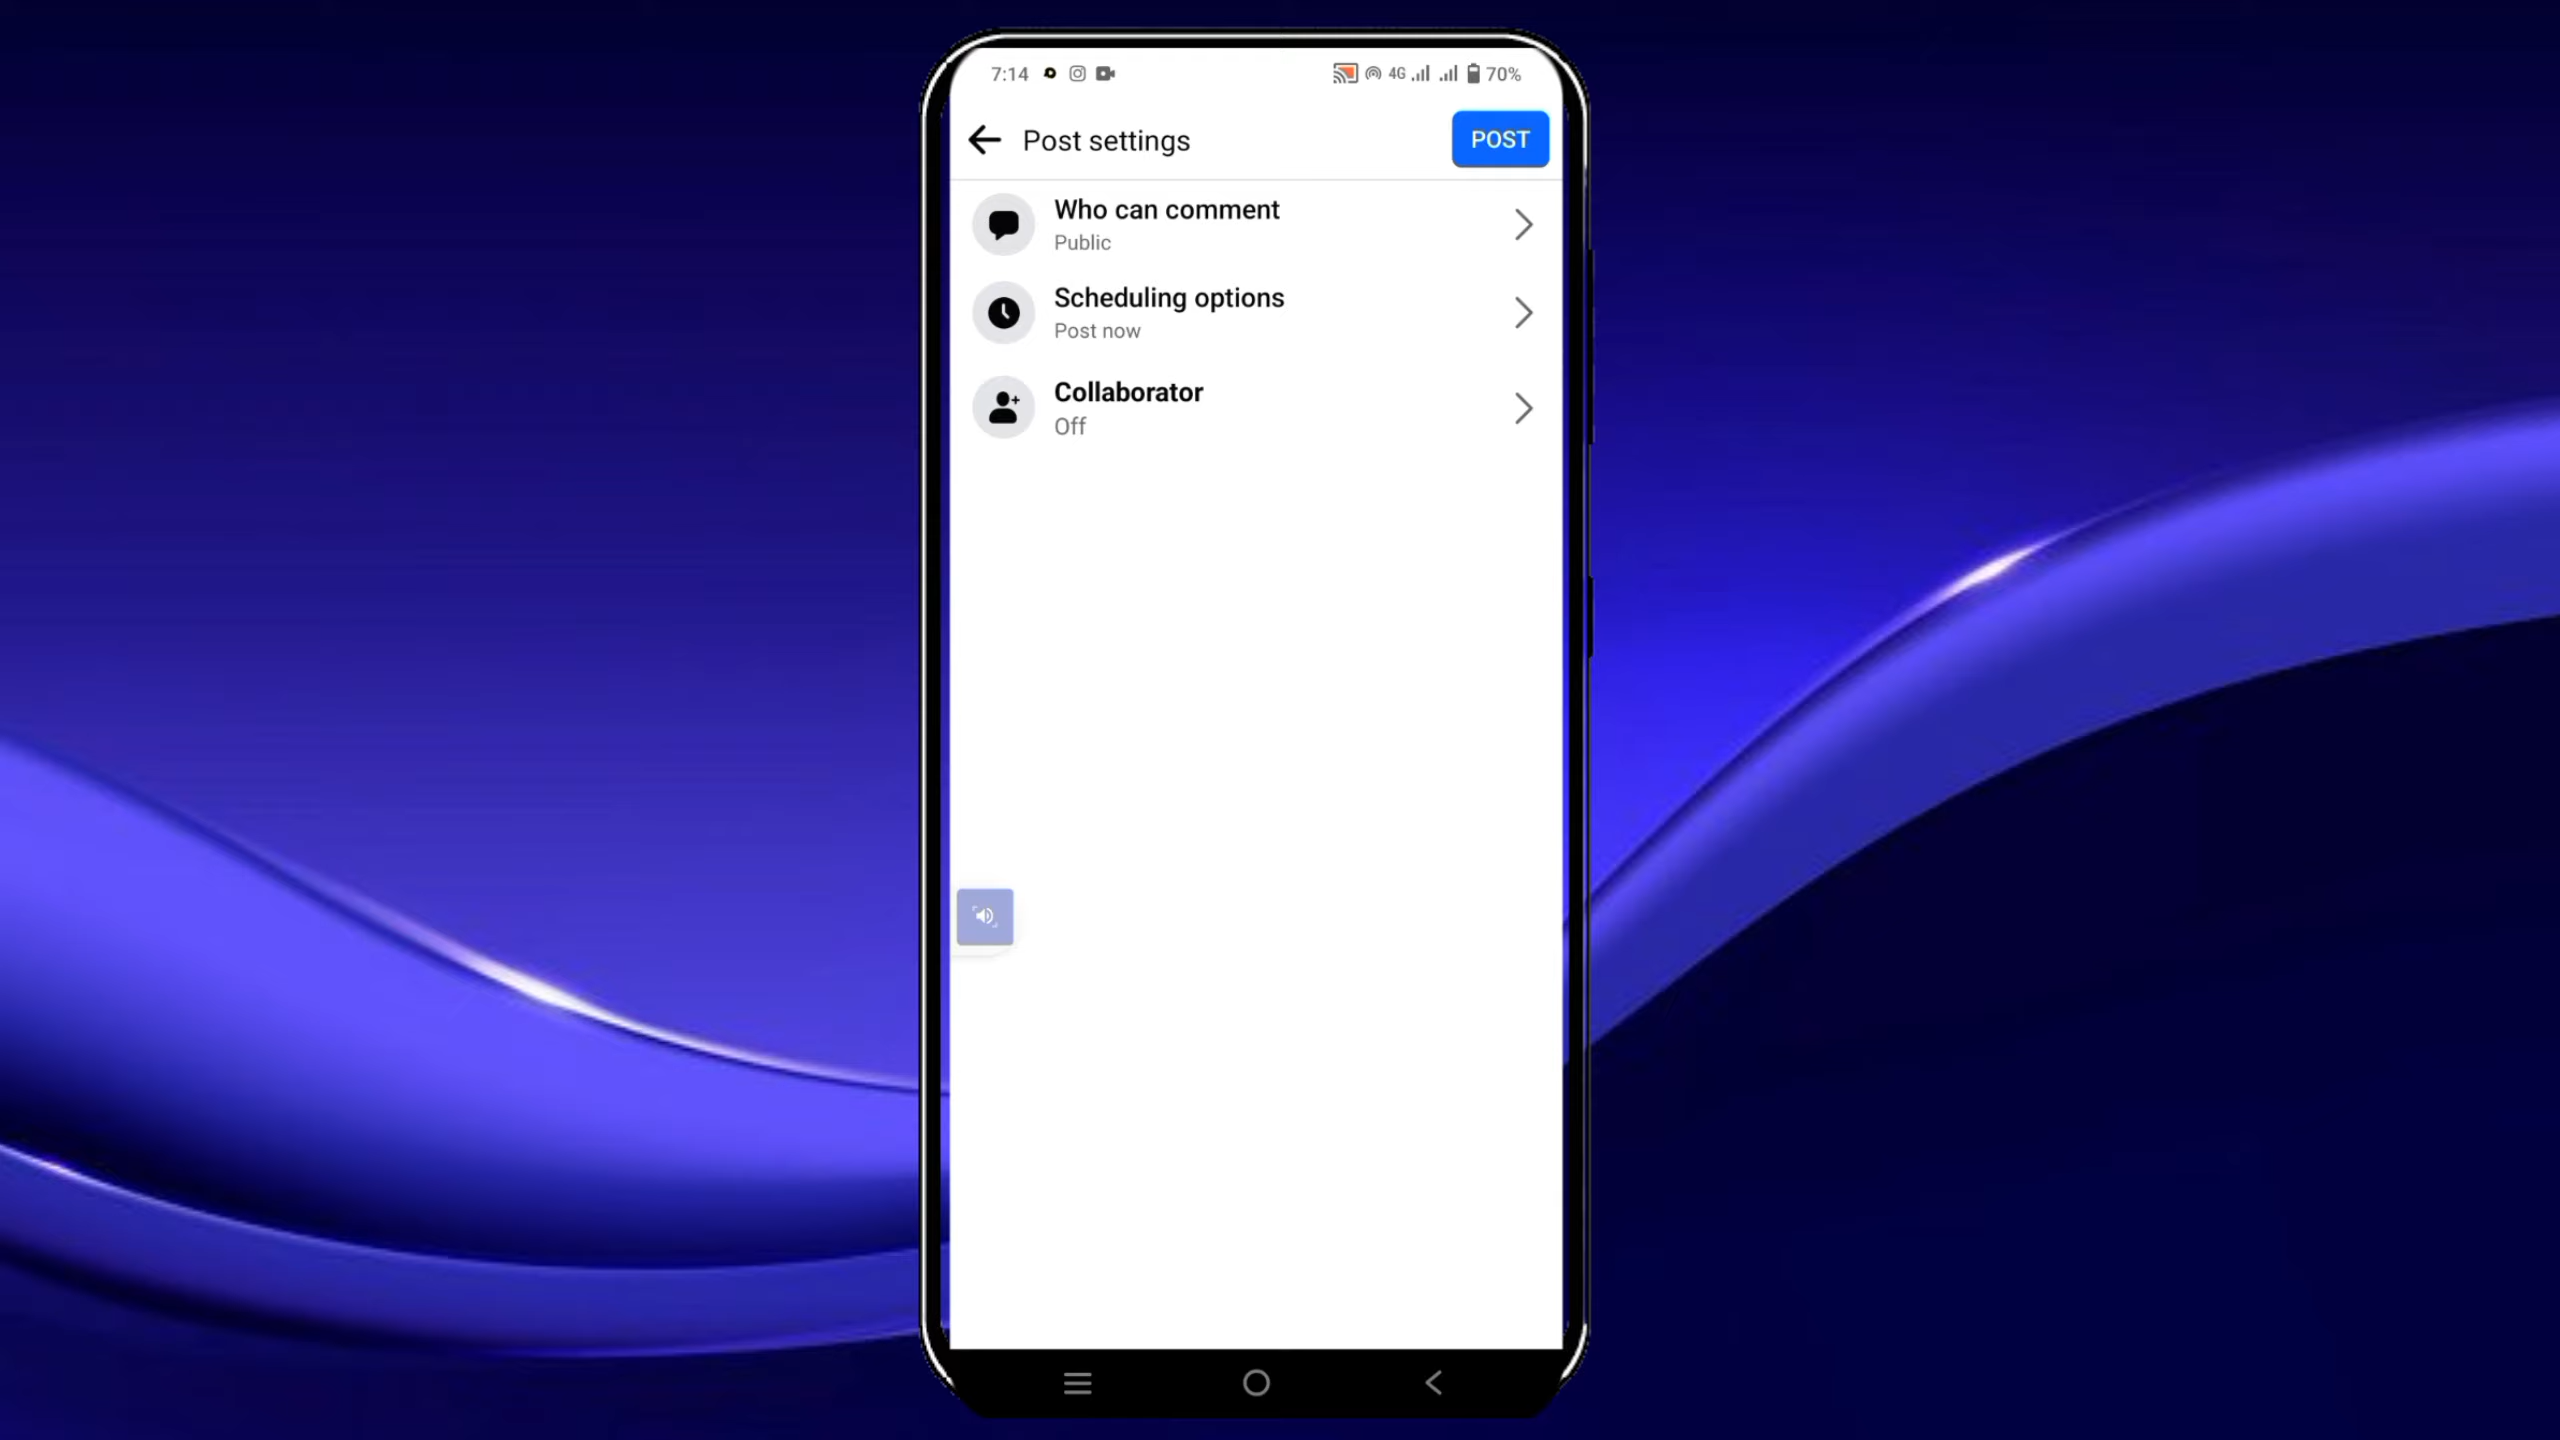 7:14 4G 70%
Post settings POST
Who can comment
Public
Scheduling options
Post now
Collaborator
Off